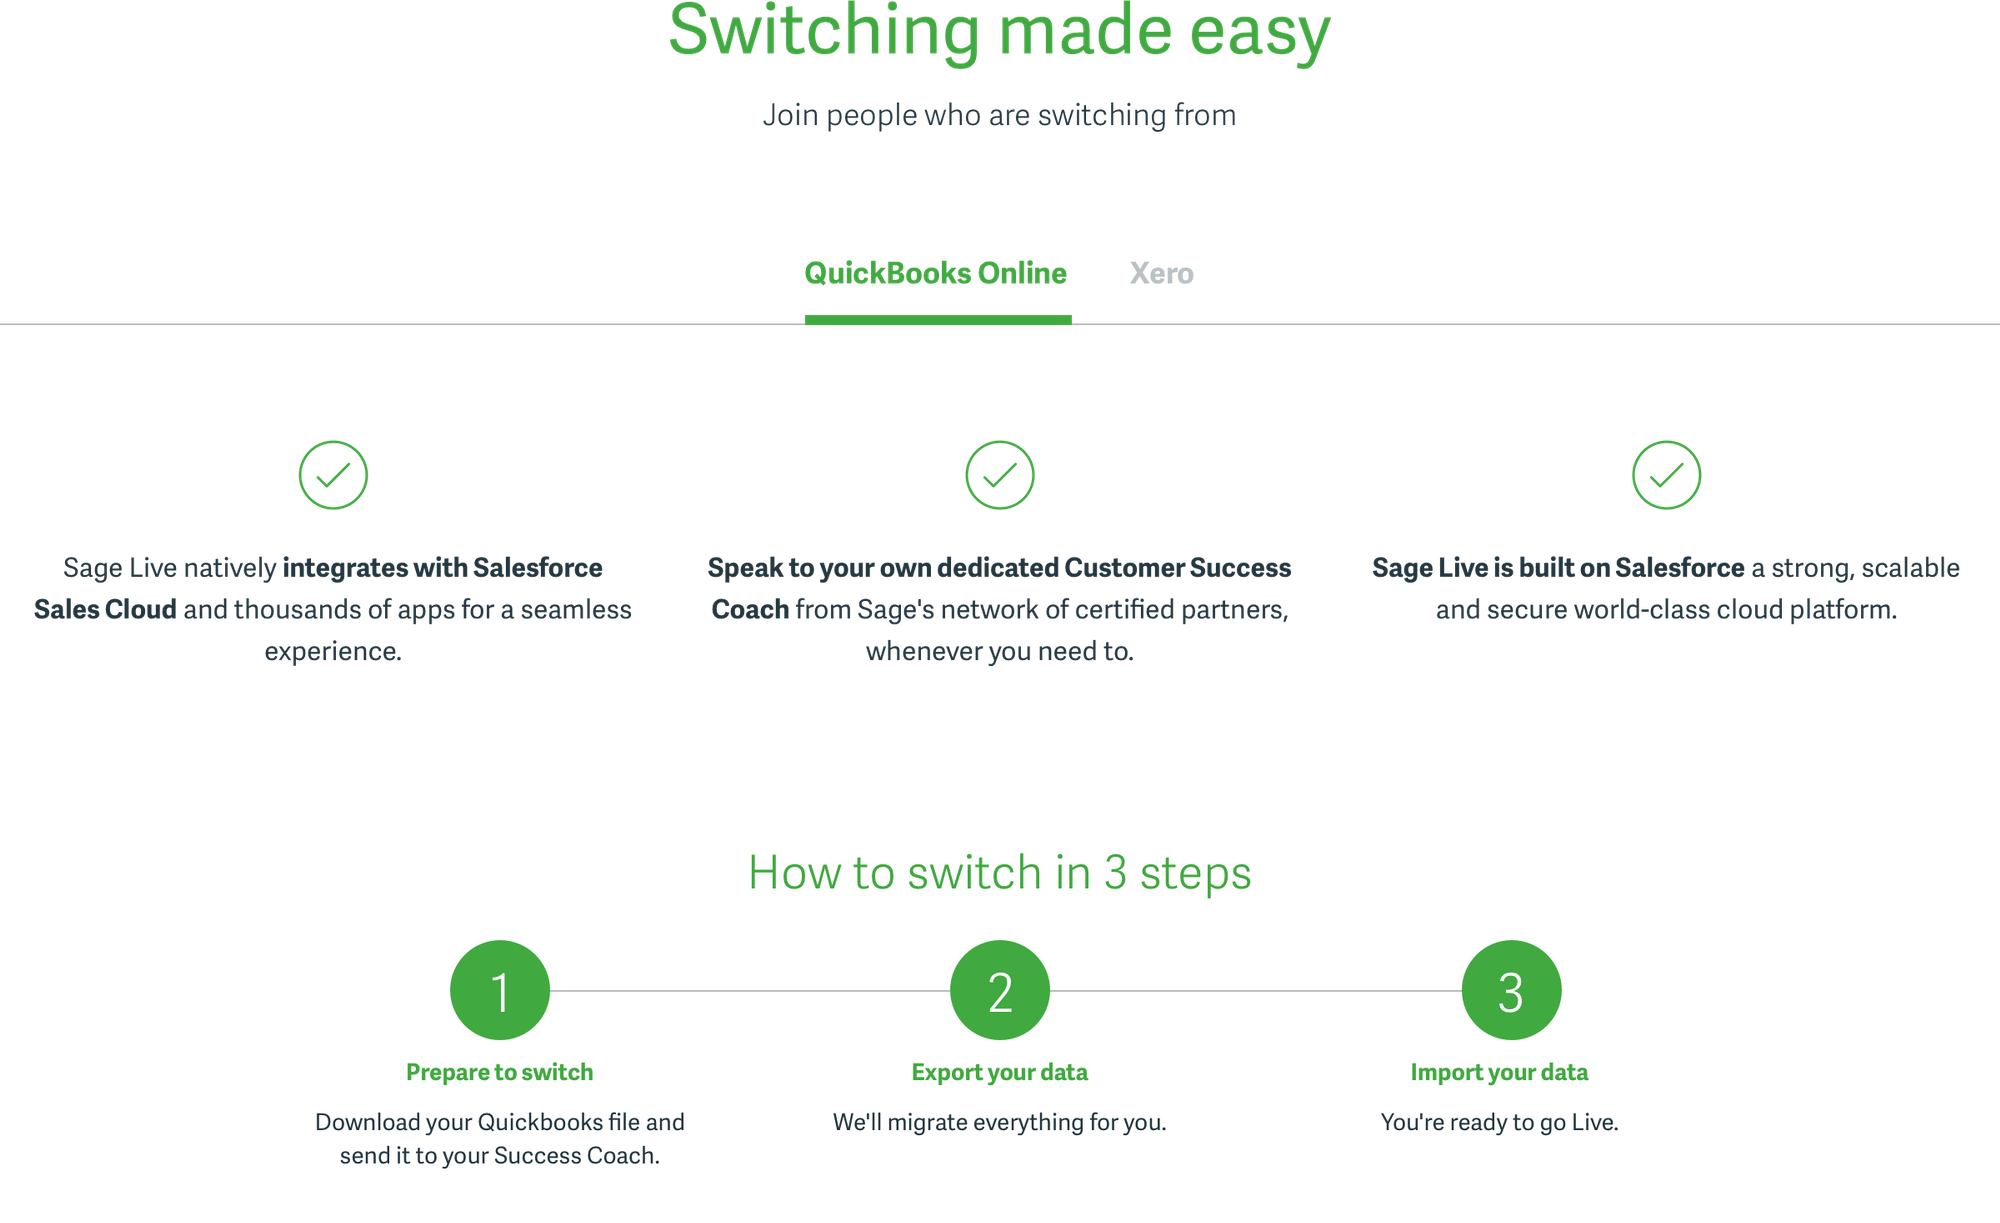 Switching made easy
Join people who are switching from
QuickBooks Online
Xero
Sage Live natively integrates with Salesforce
Sales Cloud and thousands of apps for a seamless
experience.
Speak to your own dedicated Customer Success
Coach from Sage's network of certified partners,
whenever you need to.
Sage Live is built on Salesforce a strong, scalable
and secure world-class cloud platform.
How to switch in 3 steps
1
Prepare to switch
Download your Quickbooks file and
send it to your Success Coach.
2
Export your data
We'll migrate everything for you.
3
Import your data
You're ready to go Live.